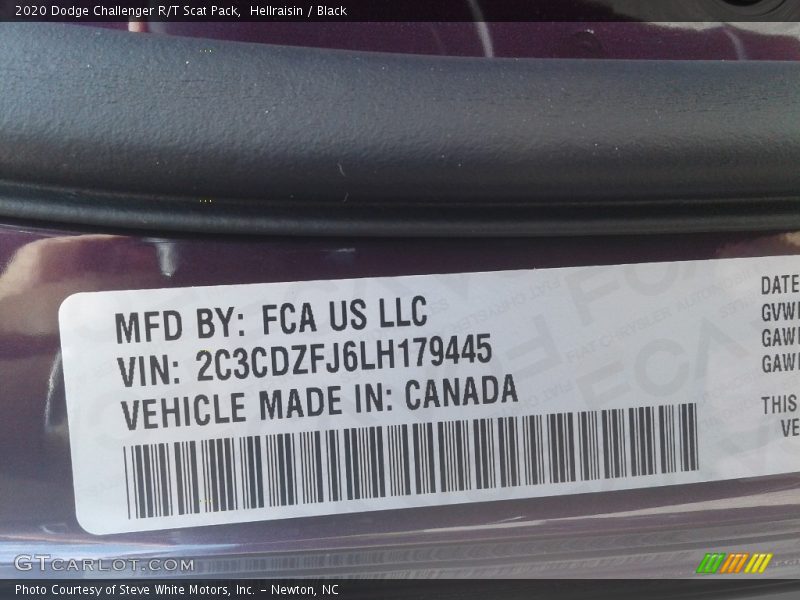 2020 Dodge Challenger R/T Scat Pack, Hellraisin / Black
MFD BY: FCA US LLC
VIN: 2C3CDZFJ6LH179445
VEHICLE MADE IN: CANADA
DATE
GVW
GAW
GAW
THIS
VE
GTCARLOT.COM
Photo Courtesy of Steve White Motors, Inc. – Newton, NC